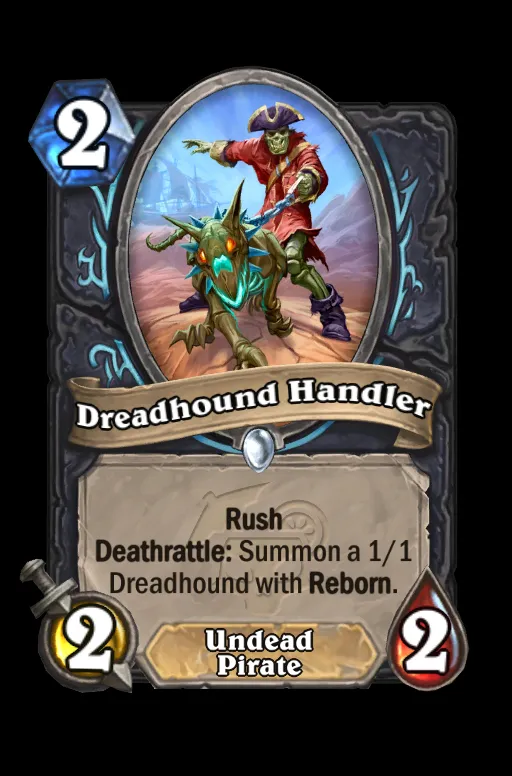 2
Dreadhound Handler
Rush
Deathrattle: Summon a 1/1
Dreadhound with Reborn.
2
Undead
Pirate
2